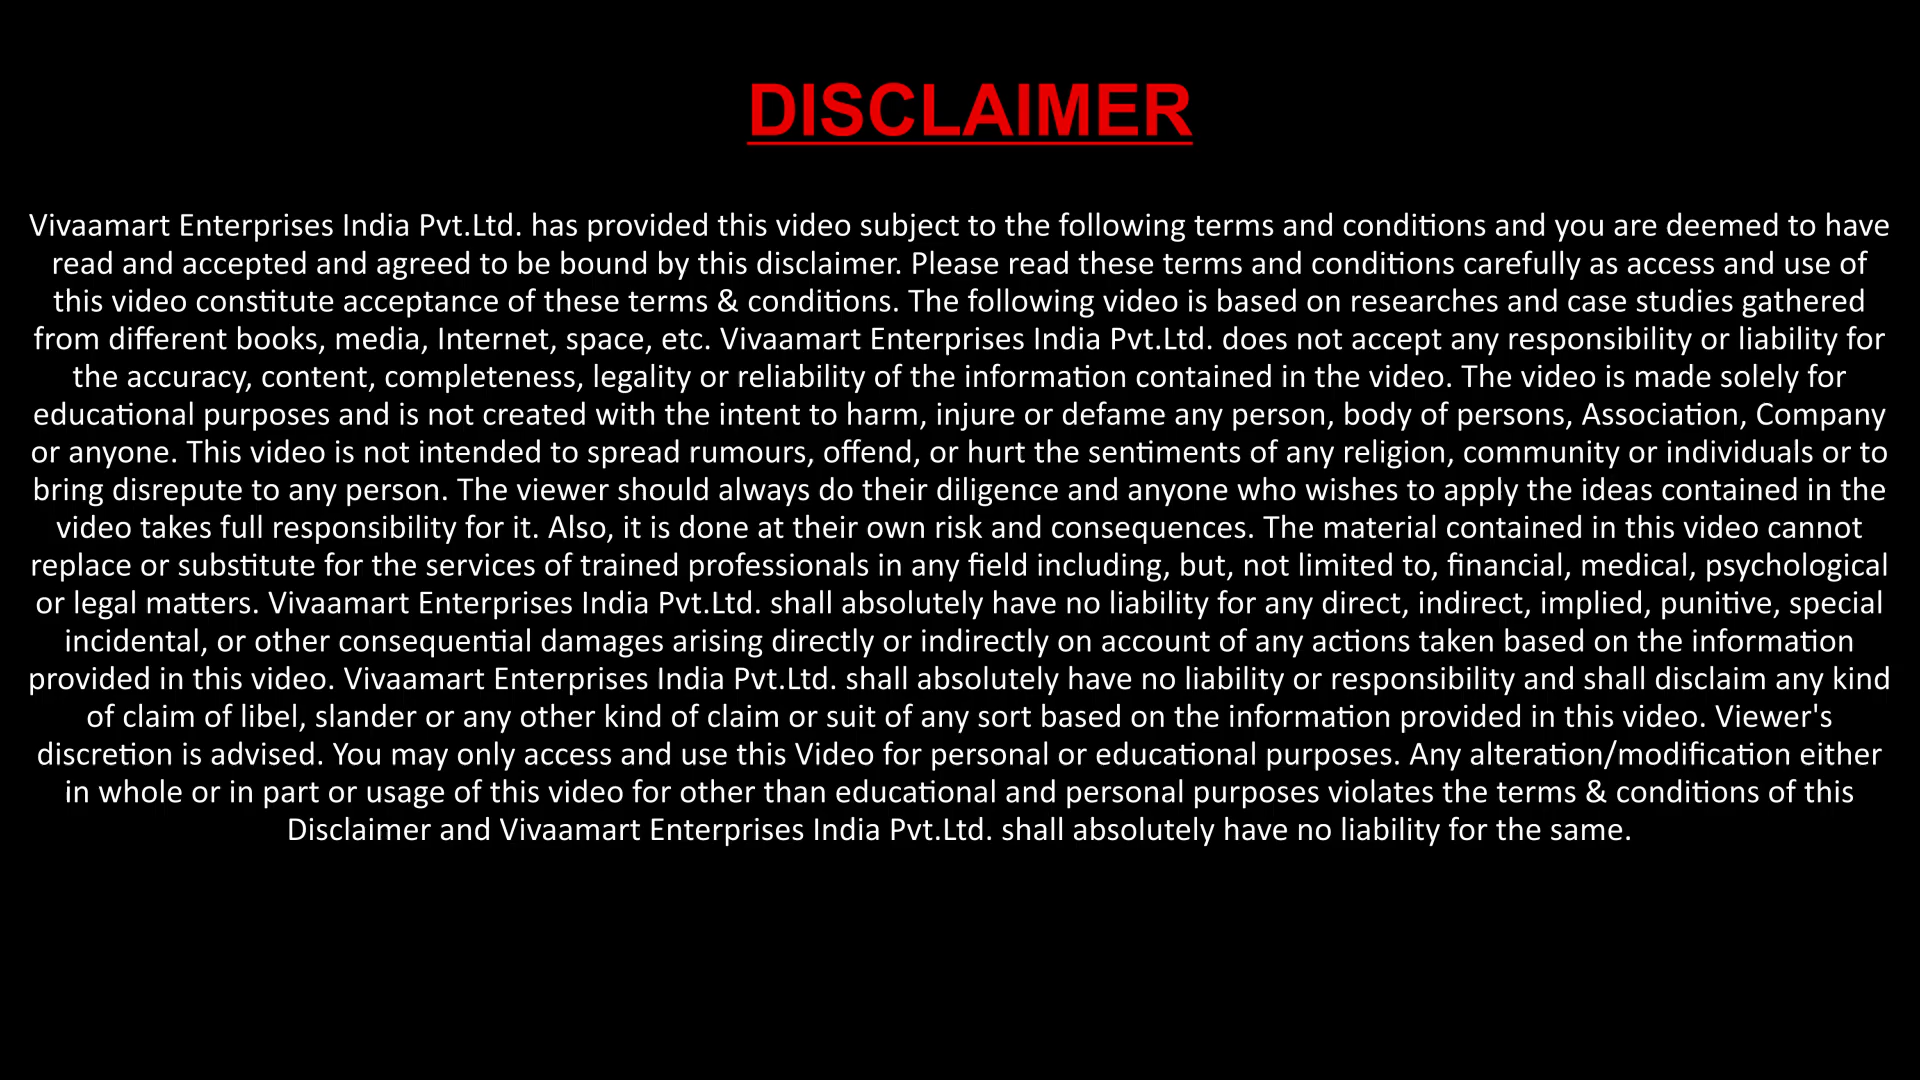 DISCLAIMER
Vivaamart Enterprises India Pvt.Ltd. has provided this video subject to the following terms and conditions and you are deemed to have
read and accepted and agreed to be bound by this disclaimer. Please read these terms and conditions carefully as access and use of
this video constitute acceptance of these terms & conditions. The following video is based on researches and case studies gathered
from different books, media, Internet, space, etc. Vivaamart Enterprises India Pvt.Ltd. does not accept any responsibility or liability for
the accuracy, content, completeness, legality or reliability of the information contained in the video. The video is made solely for
educational purposes and is not created with the intent to harm, injure or defame any person, body of persons, Association, Company
or anyone. This video is not intended to spread rumours, offend, or hurt the sentiments of any religion, community or individuals or to
bring disrepute to any person. The viewer should always do their diligence and anyone who wishes to apply the ideas contained in the
video takes full responsibility for it. Also, it is done at their own risk and consequences. The material contained in this video cannot
replace or substitute for the services of trained professionals in any field including, but, not limited to, financial, medical, psychological
or legal matters. Vivaamart Enterprises India Pvt.Ltd. shall absolutely have no liability for any direct, indirect, implied, punitive, special
incidental, or other consequential damages arising directly or indirectly on account of any actions taken based on the information
provided in this video. Vivaamart Enterprises India Pvt.Ltd. shall absolutely have no liability or responsibility and shall disclaim any kind
of claim of libel, slander or any other kind of claim or suit of any sort based on the information provided in this video. Viewer's
discretion is advised. You may only access and use this Video for personal or educational purposes. Any alteration/modification either
in whole or in part or usage of this video for other than educational and personal purposes violates the terms & conditions of this
Disclaimer and Vivaamart Enterprises India Pvt.Ltd. shall absolutely have no liability for the same.